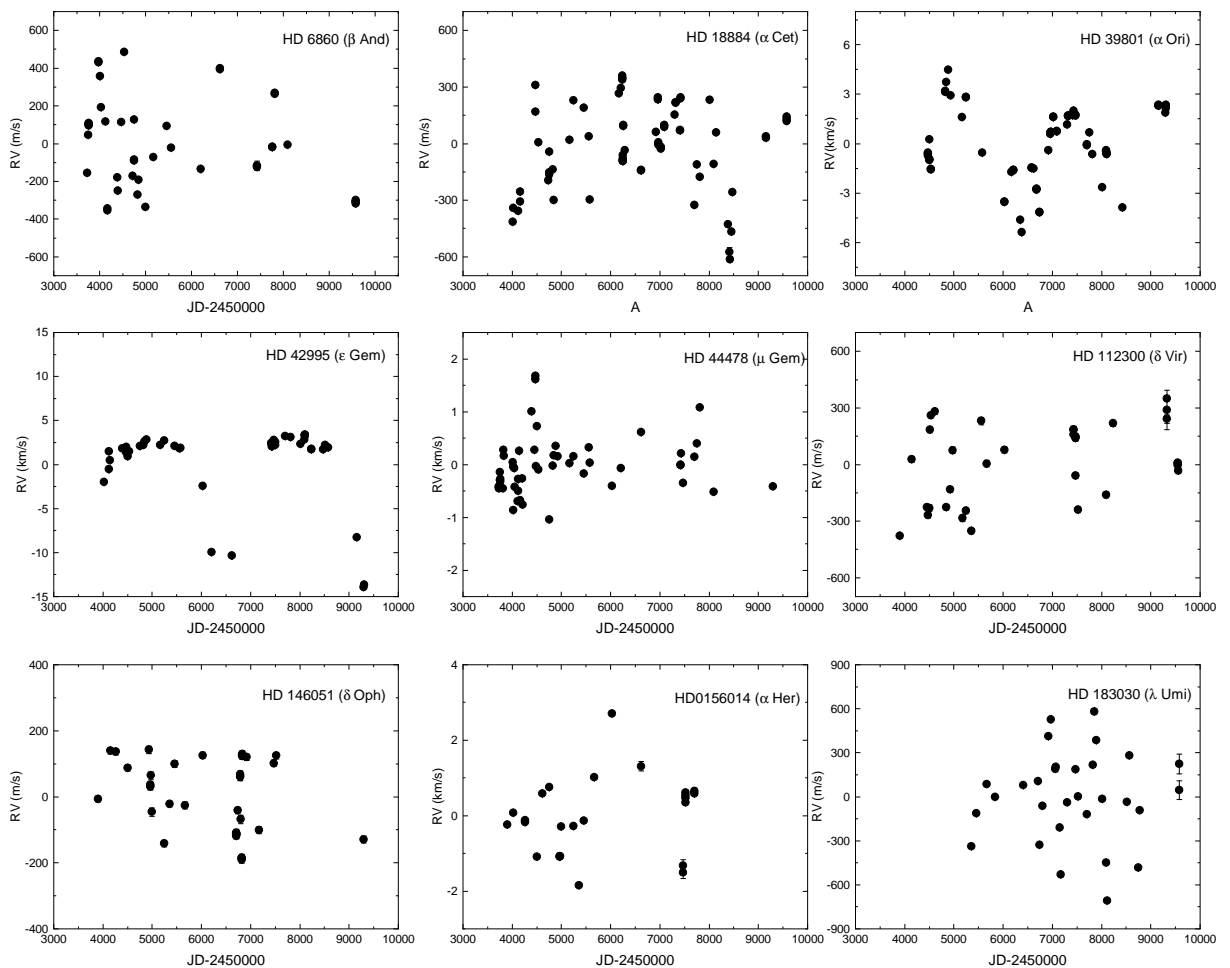 HD 6860 (β And)
RV (m/s)
600
400
200
0
-200
-400
-600
3000 4000 5000 6000 7000 8000 9000 10000
JD-2450000
HD 18884 (α Cet)
RV (m/s)
600
300
0
-300
-600
3000 4000 5000 6000 7000 8000 9000 10000
A
HD 39801 (α Ori)
RV(km/s)
6
3
0
-3
-6
3000 4000 5000 6000 7000 8000 9000 10000
A
HD 42995 (ε Gem)
RV (km/s)
15
10
5
0
-5
-10
-15
3000 4000 5000 6000 7000 8000 9000 10000
JD-2450000
HD 44478 (μ Gem)
RV (km/s)
2
1
0
-1
-2
3000 4000 5000 6000 7000 8000 9000 10000
JD-2450000
HD 112300 (δ Vir)
RV (m/s)
600
300
0
-300
-600
3000 4000 5000 6000 7000 8000 9000 10000
JD-2450000
HD 146051 (δ Oph)
RV (m/s)
400
200
0
-200
-400
3000 4000 5000 6000 7000 8000 9000 10000
JD-2450000
HD0156014 (α Her)
RV (km/s)
4
2
0
-2
3000 4000 5000 6000 7000 8000 9000 10000
JD-2450000
HD 183030 (λ Umi)
RV (m/s)
900
600
300
0
-300
-600
-900
3000 4000 5000 6000 7000 8000 9000 10000
JD-2450000